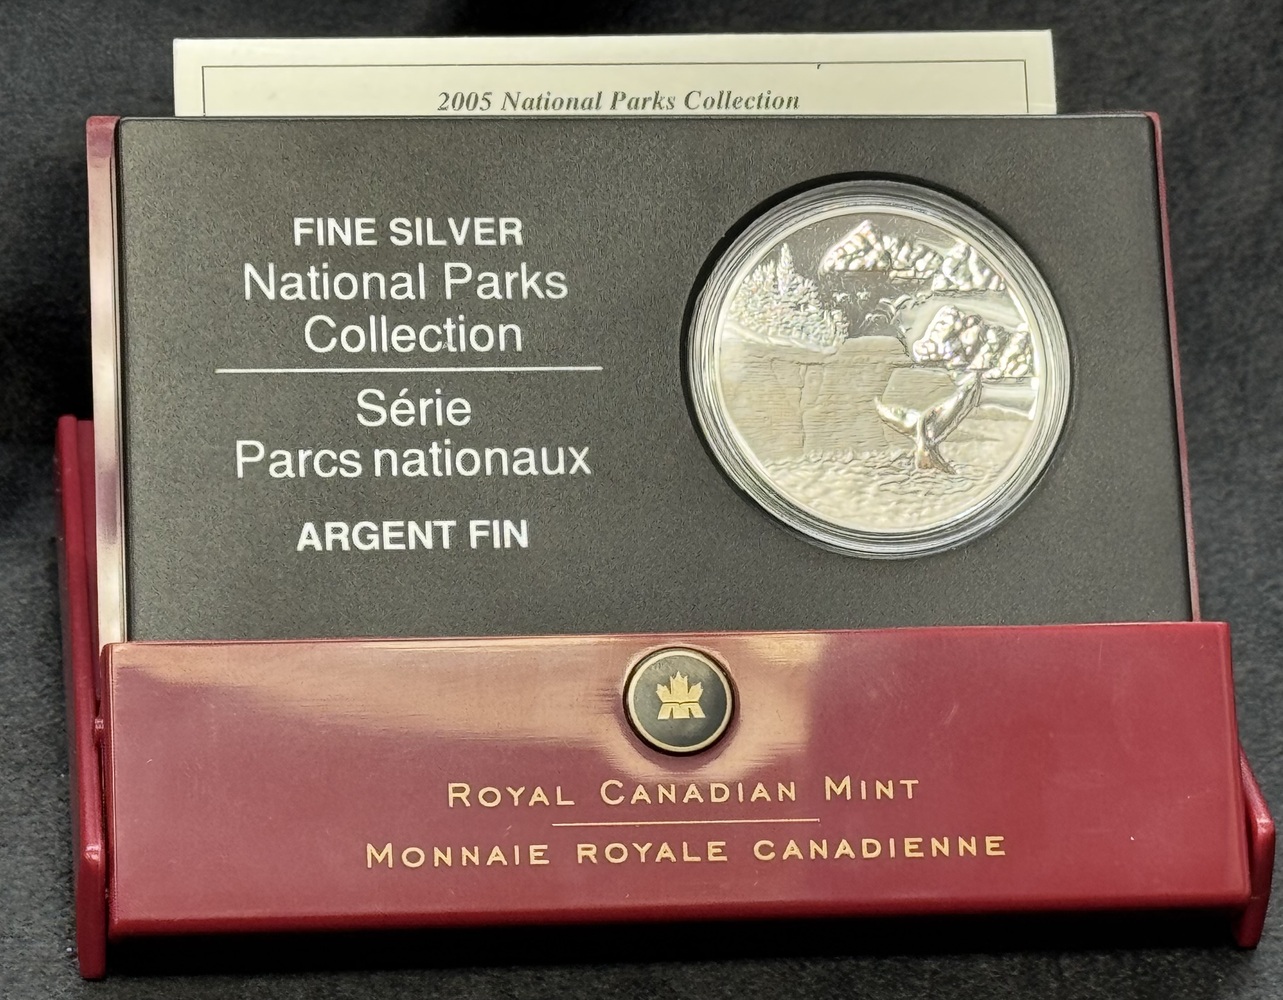 2005 National Parks Collection
FINE SILVER
National Parks
Collection
Série
Parcs nationaux
ARGENT FIN
ROYAL CANADIAN MINT
MONNAIE ROYALE CANADIENNE